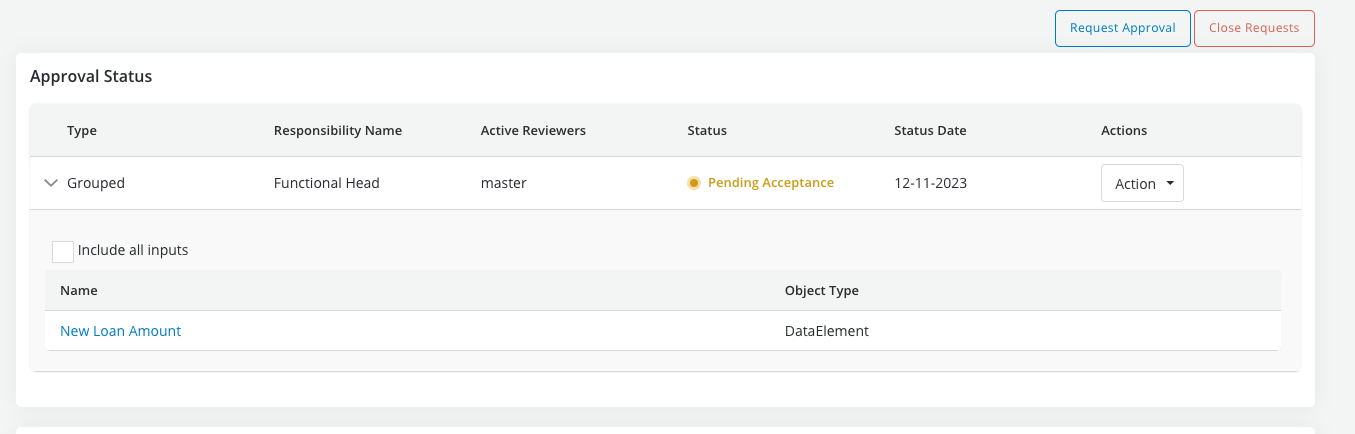 Request Approval Close Requests
Approval Status
Type Responsibility Name Active Reviewers Status Status Date Actions
Grouped Functional Head master Pending Acceptance 12-11-2023 Action
Include all inputs
Name Object Type
New Loan Amount DataElement